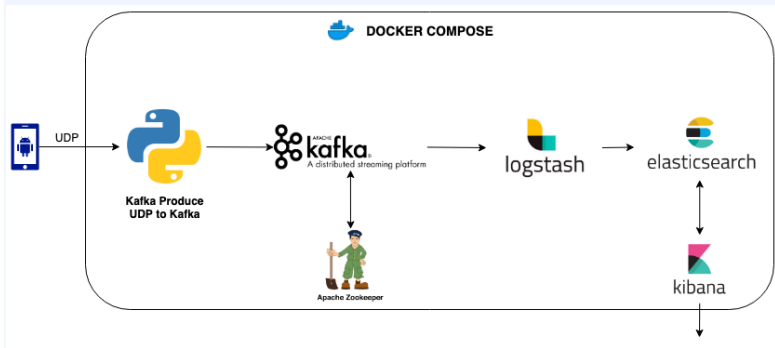 DOCKER COMPOSE
UDP
Kafka Produce
UDP to Kafka
APACHE
kafka®
A distributed streaming platform
logstash
elasticsearch
Apache Zookeeper
kibana